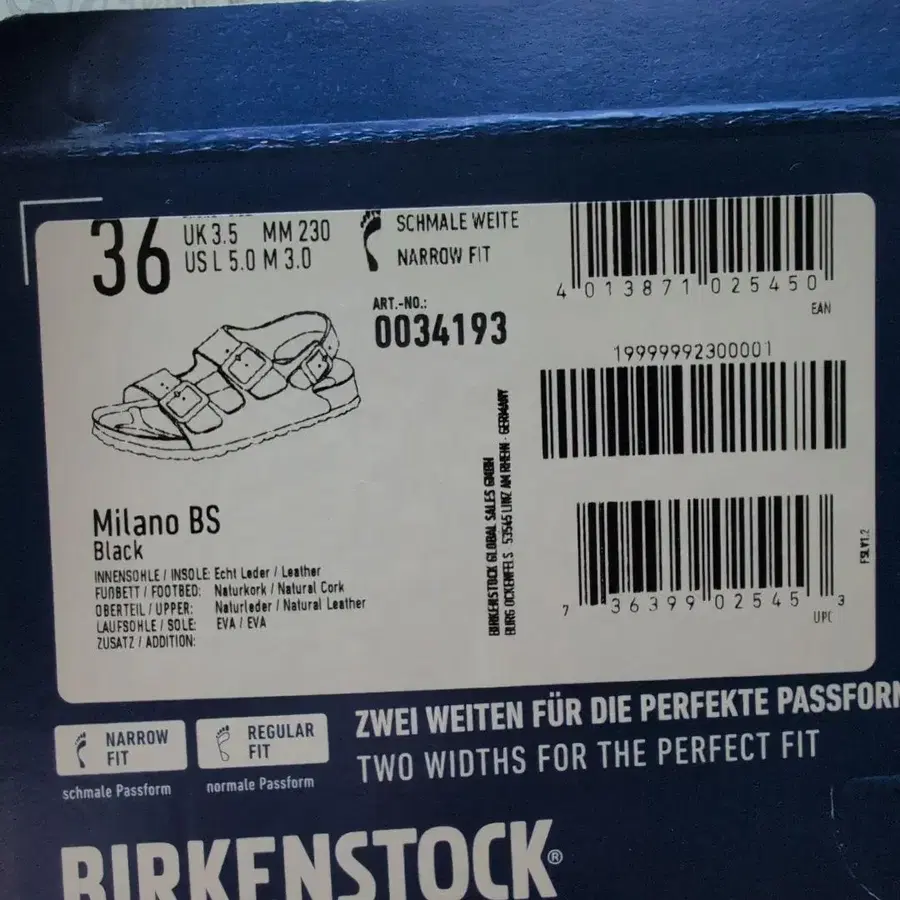 36
UK 3.5 MM 230
US L 5.0 M 3.0
SCHMALE WEITE
NARROW FIT
ART.-NO.:
0034193
4 013871 025450
EAN
19999992300001
7 36399 02545 3
UPC
FSLV1.2
BIRKENSTOCK GLOBAL SALES GMBH
BURG OCKENFELS · 53545 LINZ AM RHEIN · GERMANY
Milano BS
Black
INNENSOHLE / INSOLE: Echt Leder / Leather
FUßBETT / FOOTBED: Naturkork / Natural Cork
OBERTEIL / UPPER: Naturleder / Natural Leather
LAUFSOHLE / SOLE: EVA / EVA
ZUSATZ / ADDITION:
NARROW FIT
schmale Passform
REGULAR FIT
normale Passform
ZWEI WEITEN FÜR DIE PERFEKTE PASSFORM
TWO WIDTHS FOR THE PERFECT FIT
BIRKENSTOCK®